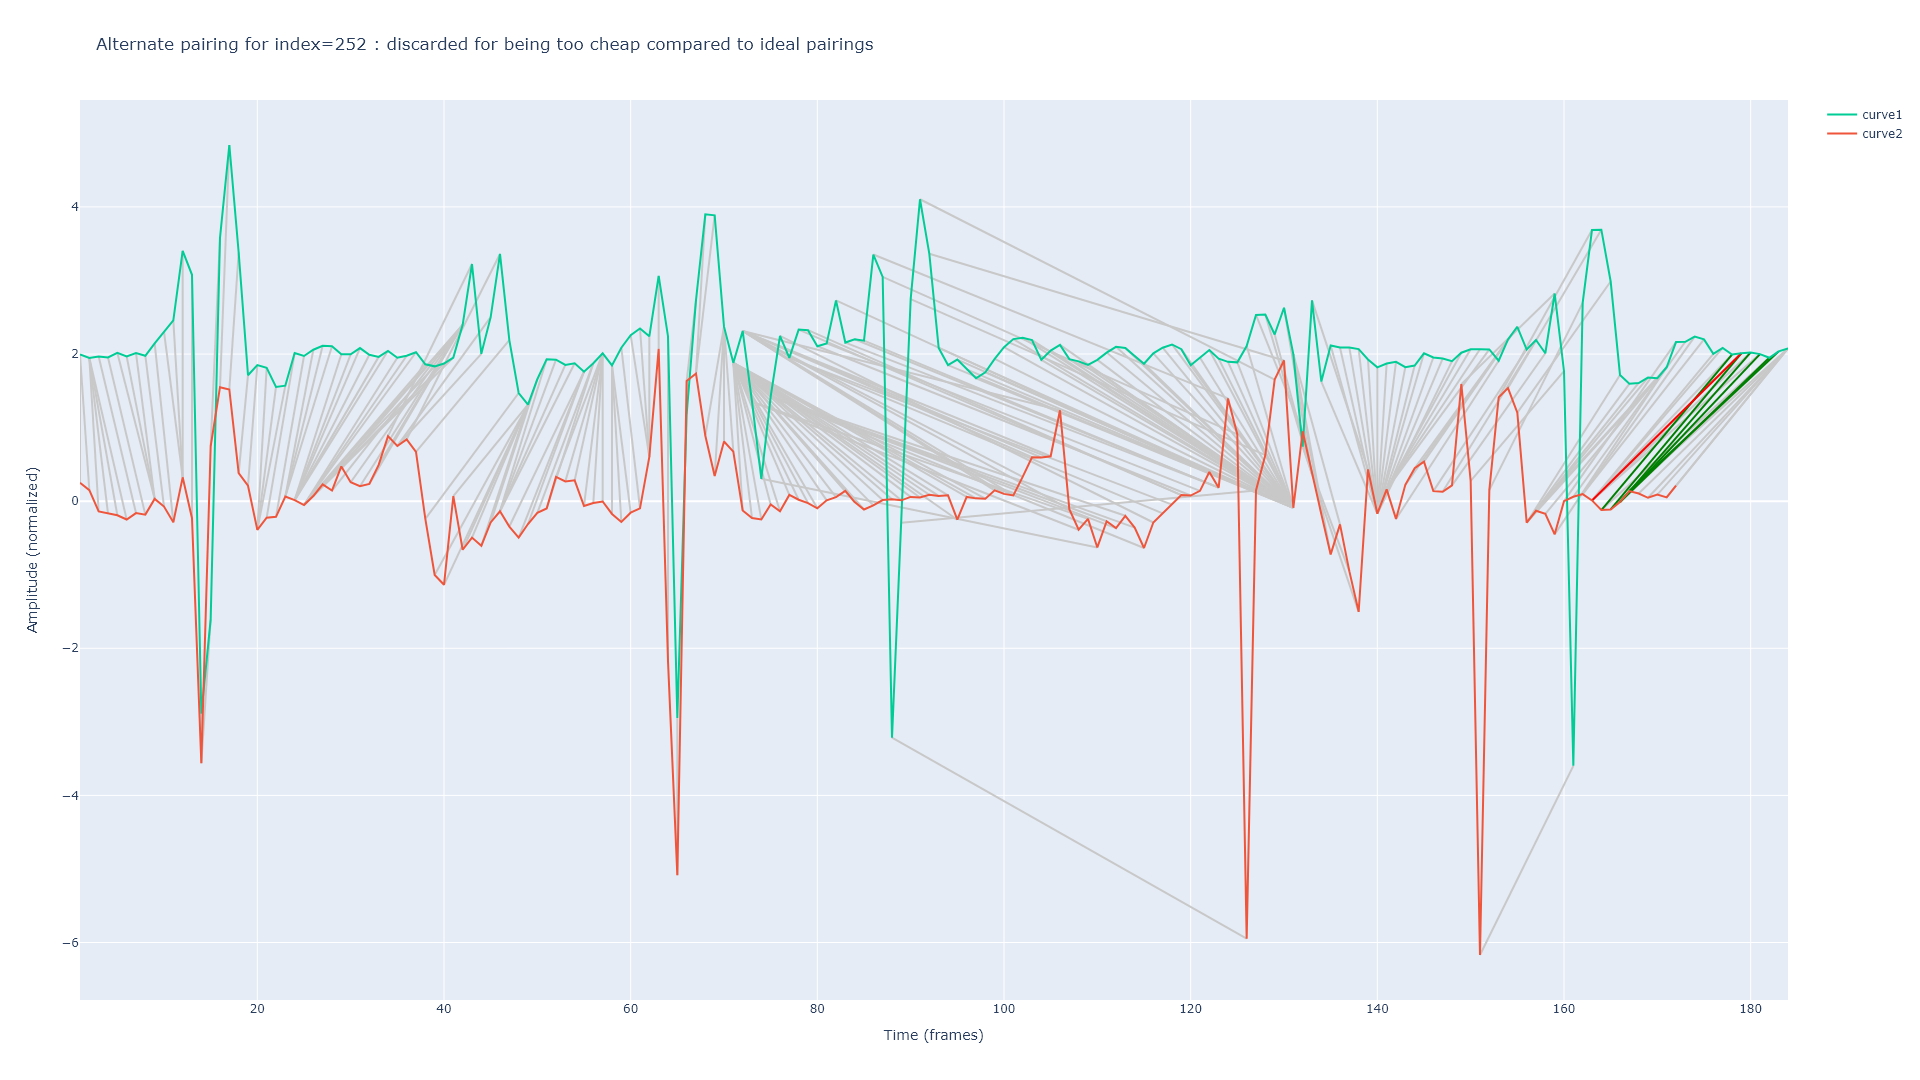 Alternate pairing for index=252 : discarded for being too cheap compared to ideal pairings
curve1
curve2
4
2
0
−2
−4
−6
Amplitude (normalized)
20 40 60 80 100 120 140 160 180
Time (frames)